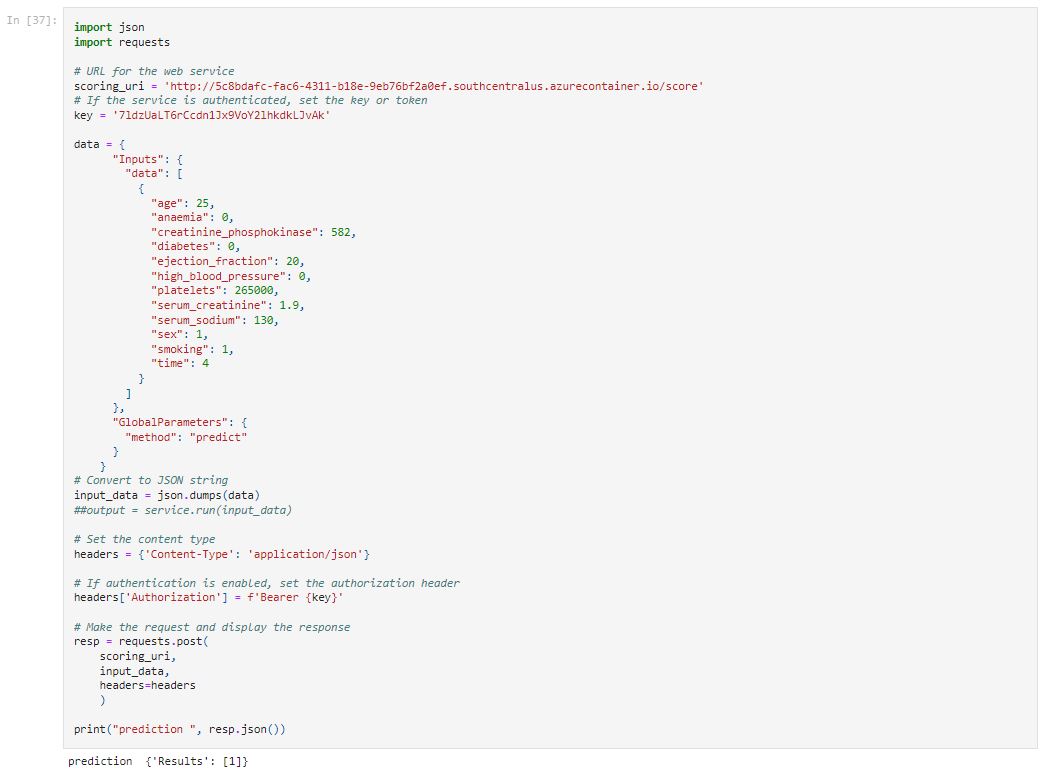 In [37]:
import json
import requests
# URL for the web service
scoring_uri = 'http://5c8bdafc-fac6-4311-b18e-9eb76bf2a0ef.southcentralus.azurecontainer.io/score'
# If the service is authenticated, set the key or token
key = '7ldzUaLT6rCcdn1Jx9VoY2lhkdkLJvAk'
data = {
"Inputs": {
"data": [
{
"age": 25,
"anaemia": 0,
"creatinine_phosphokinase": 582,
"diabetes": 0,
"ejection_fraction": 20,
"high_blood_pressure": 0,
"platelets": 265000,
"serum_creatinine": 1.9,
"serum_sodium": 130,
"sex": 1,
"smoking": 1,
"time": 4
}
]
},
"GlobalParameters": {
"method": "predict"
}
}
# Convert to JSON string
input_data = json.dumps(data)
##output = service.run(input_data)
# Set the content type
headers = {'Content-Type': 'application/json'}
# If authentication is enabled, set the authorization header
headers['Authorization'] = f'Bearer {key}'
# Make the request and display the response
resp = requests.post(
scoring_uri,
input_data,
headers=headers
)
print("prediction ", resp.json())
prediction  {'Results': [1]}